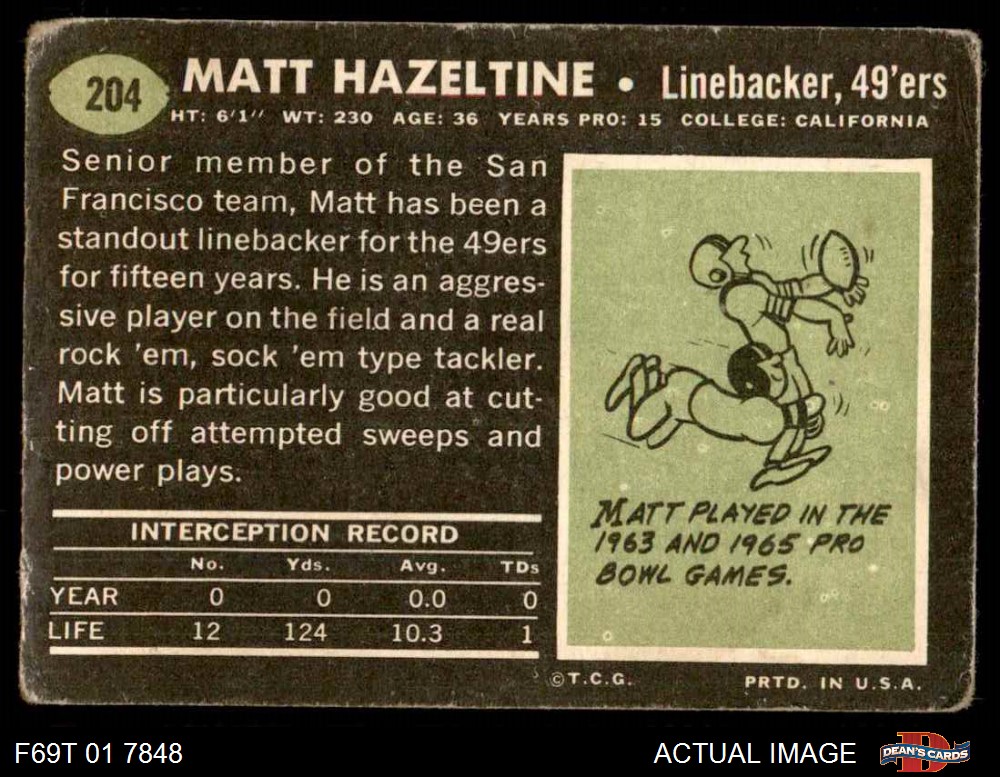 204
MATT HAZELTINE • Linebacker, 49'ers
HT: 6'1" WT: 230 AGE: 36 YEARS PRO: 15 COLLEGE: CALIFORNIA
Senior member of the San
Francisco team, Matt has been a
standout linebacker for the 49ers
for fifteen years. He is an aggres-
sive player on the field and a real
rock 'em, sock 'em type tackler.
Matt is particularly good at cut-
ting off attempted sweeps and
power plays.
INTERCEPTION RECORD
No. Yds. Avg. TDs
YEAR 0 0 0.0 0
LIFE 12 124 10.3 1
MATT PLAYED IN THE
1963 AND 1965 PRO
BOWL GAMES.
©T.C.G. PRTD. IN U.S.A.
F69T 01 7848 ACTUAL IMAGE
D
DEAN'S CARDS